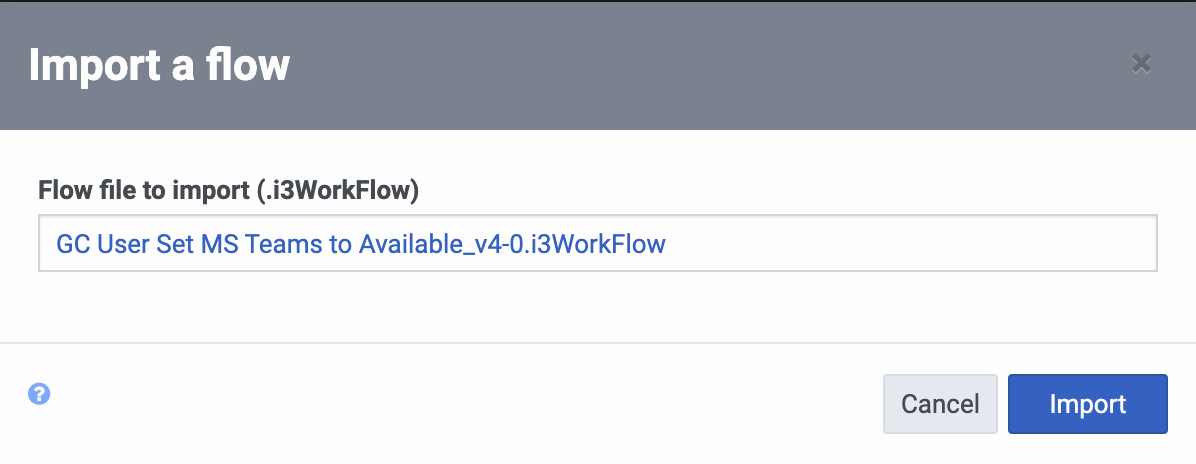 Import a flow
Flow file to import (.i3WorkFlow)
GC User Set MS Teams to Available_v4-0.i3WorkFlow
?
Cancel
Import